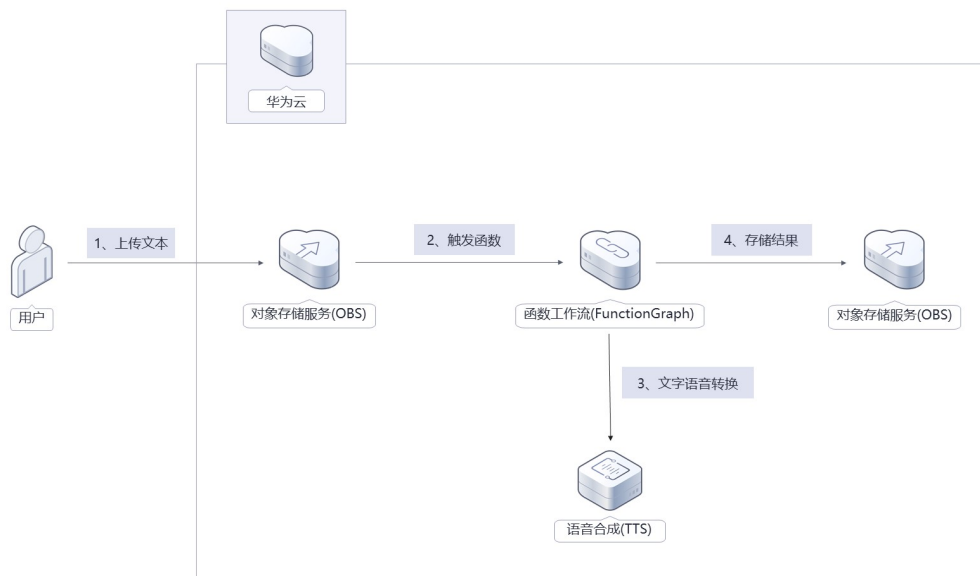 华为云
1、上传文本
2、触发函数
4、存储结果
用户
对象存储服务(OBS)
函数工作流(FunctionGraph)
对象存储服务(OBS)
3、文字语音转换
语音合成(TTS)